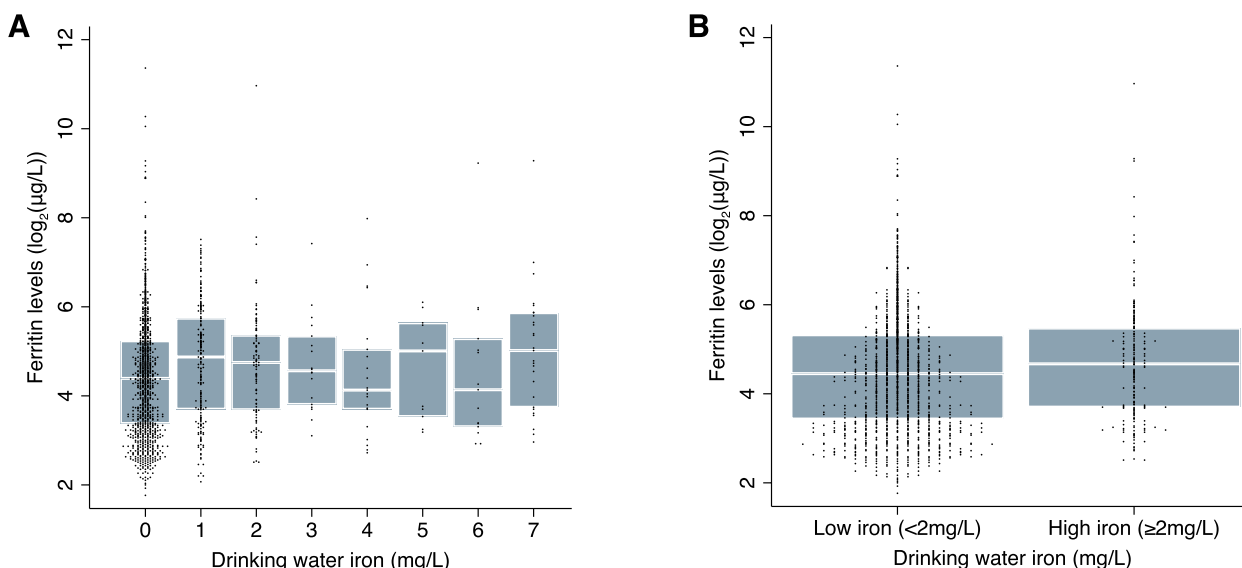 A
B
Ferritin levels (log₂(µg/L))
12
10
8
6
4
2
0 1 2 3 4 5 6 7
Drinking water iron (mg/L)
Ferritin levels (log₂(µg/L))
12
10
8
6
4
2
Low iron (<2mg/L) High iron (≥2mg/L)
Drinking water iron (mg/L)